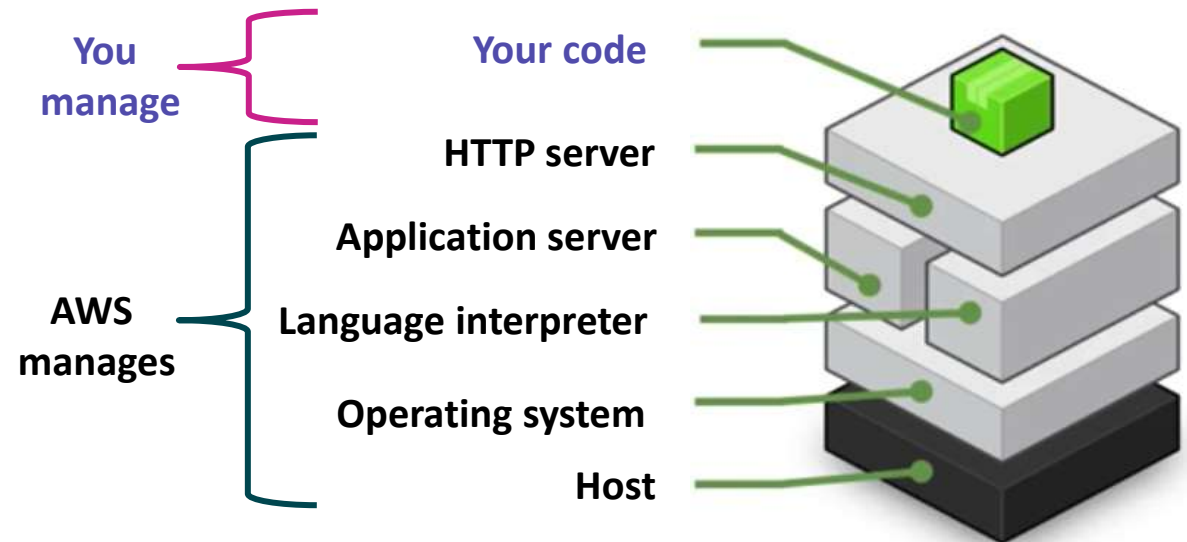 You
manage
Your code
HTTP server
Application server
AWS
manages
Language interpreter
Operating system
Host